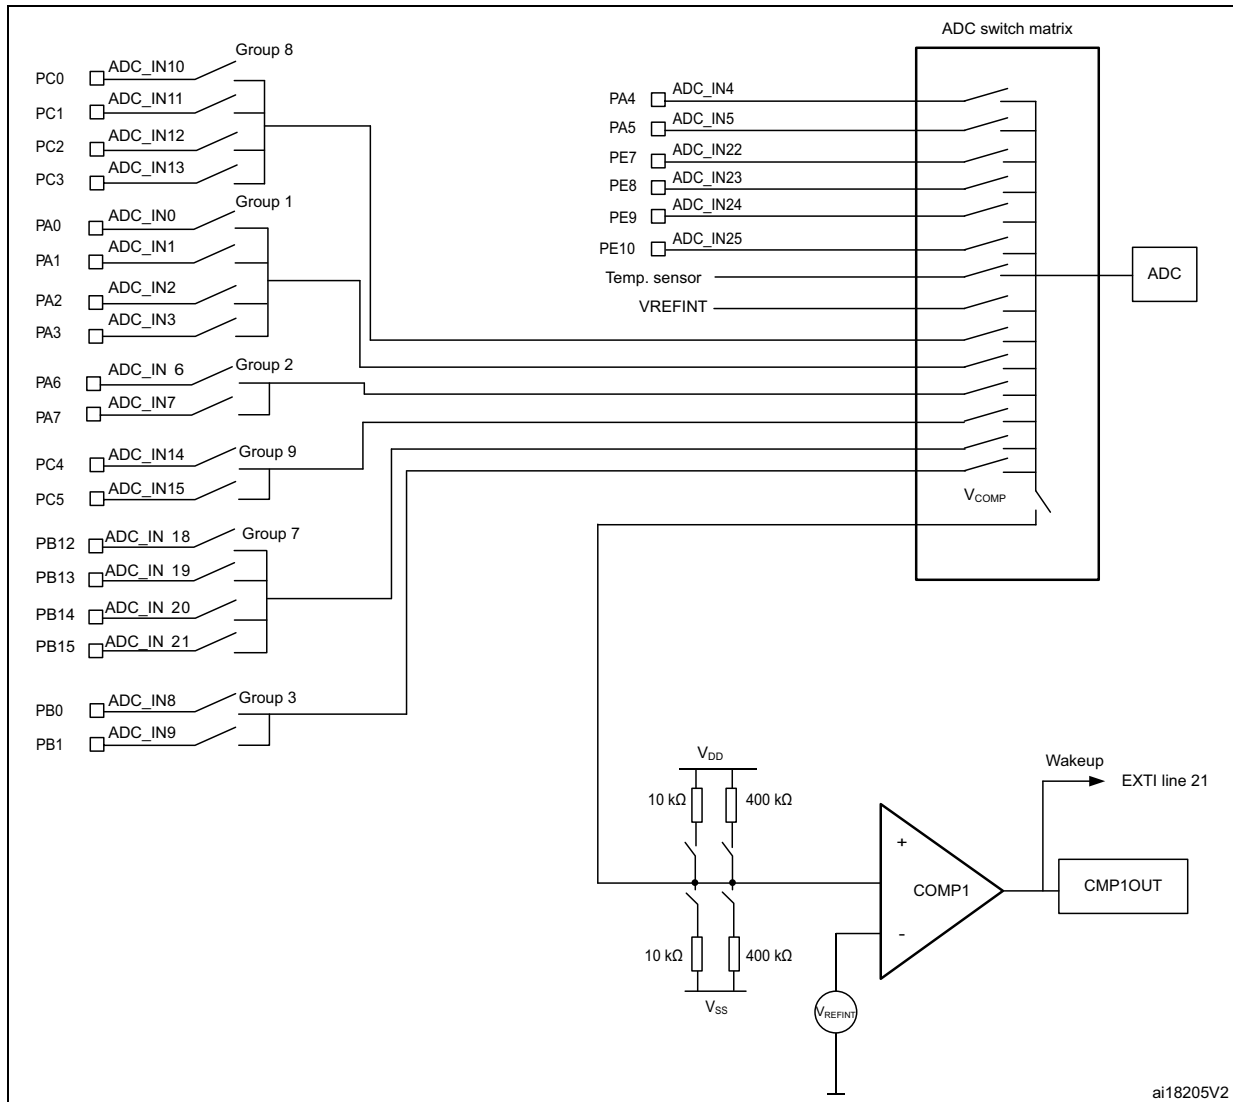 ADC switch matrix
Group 8
PC0 ADC_IN10
PC1 ADC_IN11
PC2 ADC_IN12
PC3 ADC_IN13
Group 1
PA0 ADC_IN0
PA1 ADC_IN1
PA2 ADC_IN2
PA3 ADC_IN3
Group 2
PA6 ADC_IN 6
PA7 ADC_IN7
Group 9
PC4 ADC_IN14
PC5 ADC_IN15
Group 7
PB12 ADC_IN 18
PB13 ADC_IN 19
PB14 ADC_IN 20
PB15 ADC_IN 21
Group 3
PB0 ADC_IN8
PB1 ADC_IN9
PA4 ADC_IN4
PA5 ADC_IN5
PE7 ADC_IN22
PE8 ADC_IN23
PE9 ADC_IN24
PE10 ADC_IN25
Temp. sensor
VREFINT
ADC
VCOMP
VDD
10 kΩ 400 kΩ
10 kΩ 400 kΩ
VSS
+
COMP1
-
VREFINT
Wakeup
EXTI line 21
CMP1OUT
ai18205V2